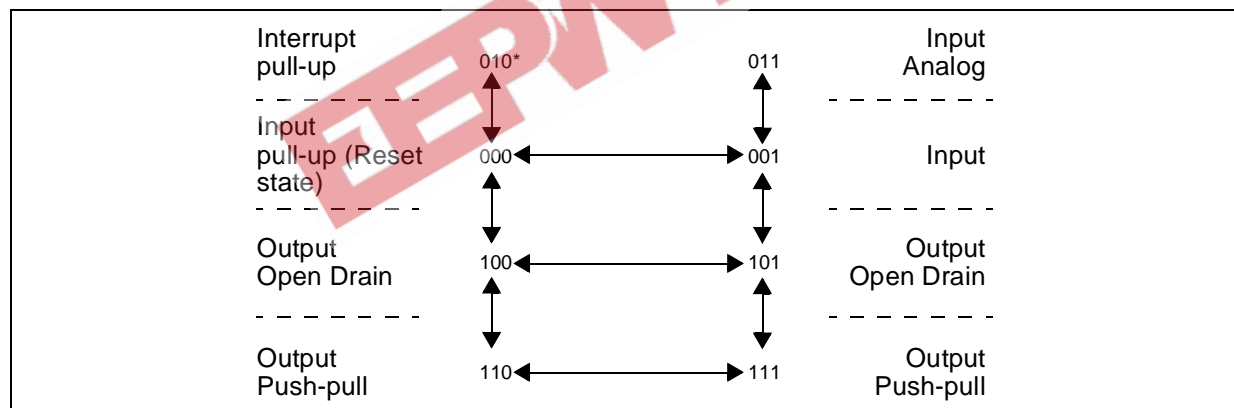 Interrupt
pull-up
010*
011
Input
Analog
Input
pull-up (Reset
state)
000
001
Input
Output
Open Drain
100
101
Output
Open Drain
Output
Push-pull
110
111
Output
Push-pull
EEPW